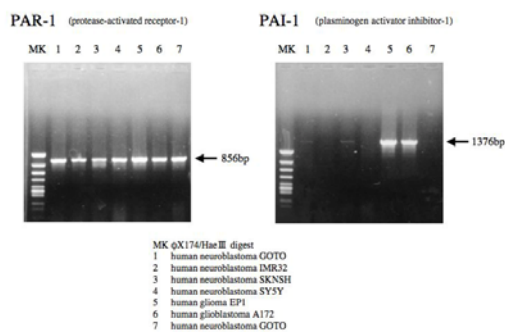 PAR-1 (protease-activated receptor-1)
MK 1 2 3 4 5 6 7
856bp
PAI-1 (plasminogen activator inhibitor-1)
MK 1 2 3 4 5 6 7
1376bp
MK φX174/HaeⅢ digest
1 human neuroblastoma GOTO
2 human neuroblastoma IMR32
3 human neuroblastoma SKNSH
4 human neuroblastoma SY5Y
5 human glioma EP1
6 human glioblastoma A172
7 human neuroblastoma GOTO